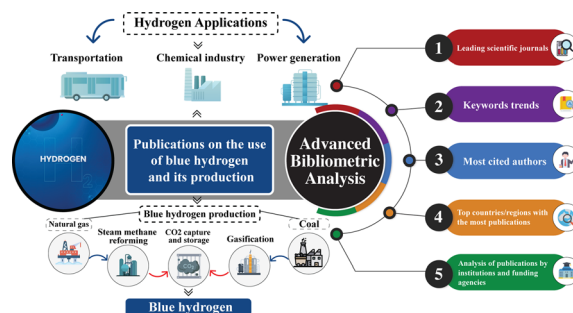 Hydrogen Applications
Transportation
Chemical industry
Power generation
HYDROGEN
Publications on the use
of blue hydrogen
and its production
Advanced
Bibliometric
Analysis
1
Leading scientific journals
2
Keywords trends
3
Most cited authors
4
Top countries/regions with
the most publications
5
Analysis of publications by
institutions and funding
agencies
Blue hydrogen production
Natural gas
Steam methane
reforming
CO2 capture
and storage
CO₂
Gasification
Coal
Blue hydrogen